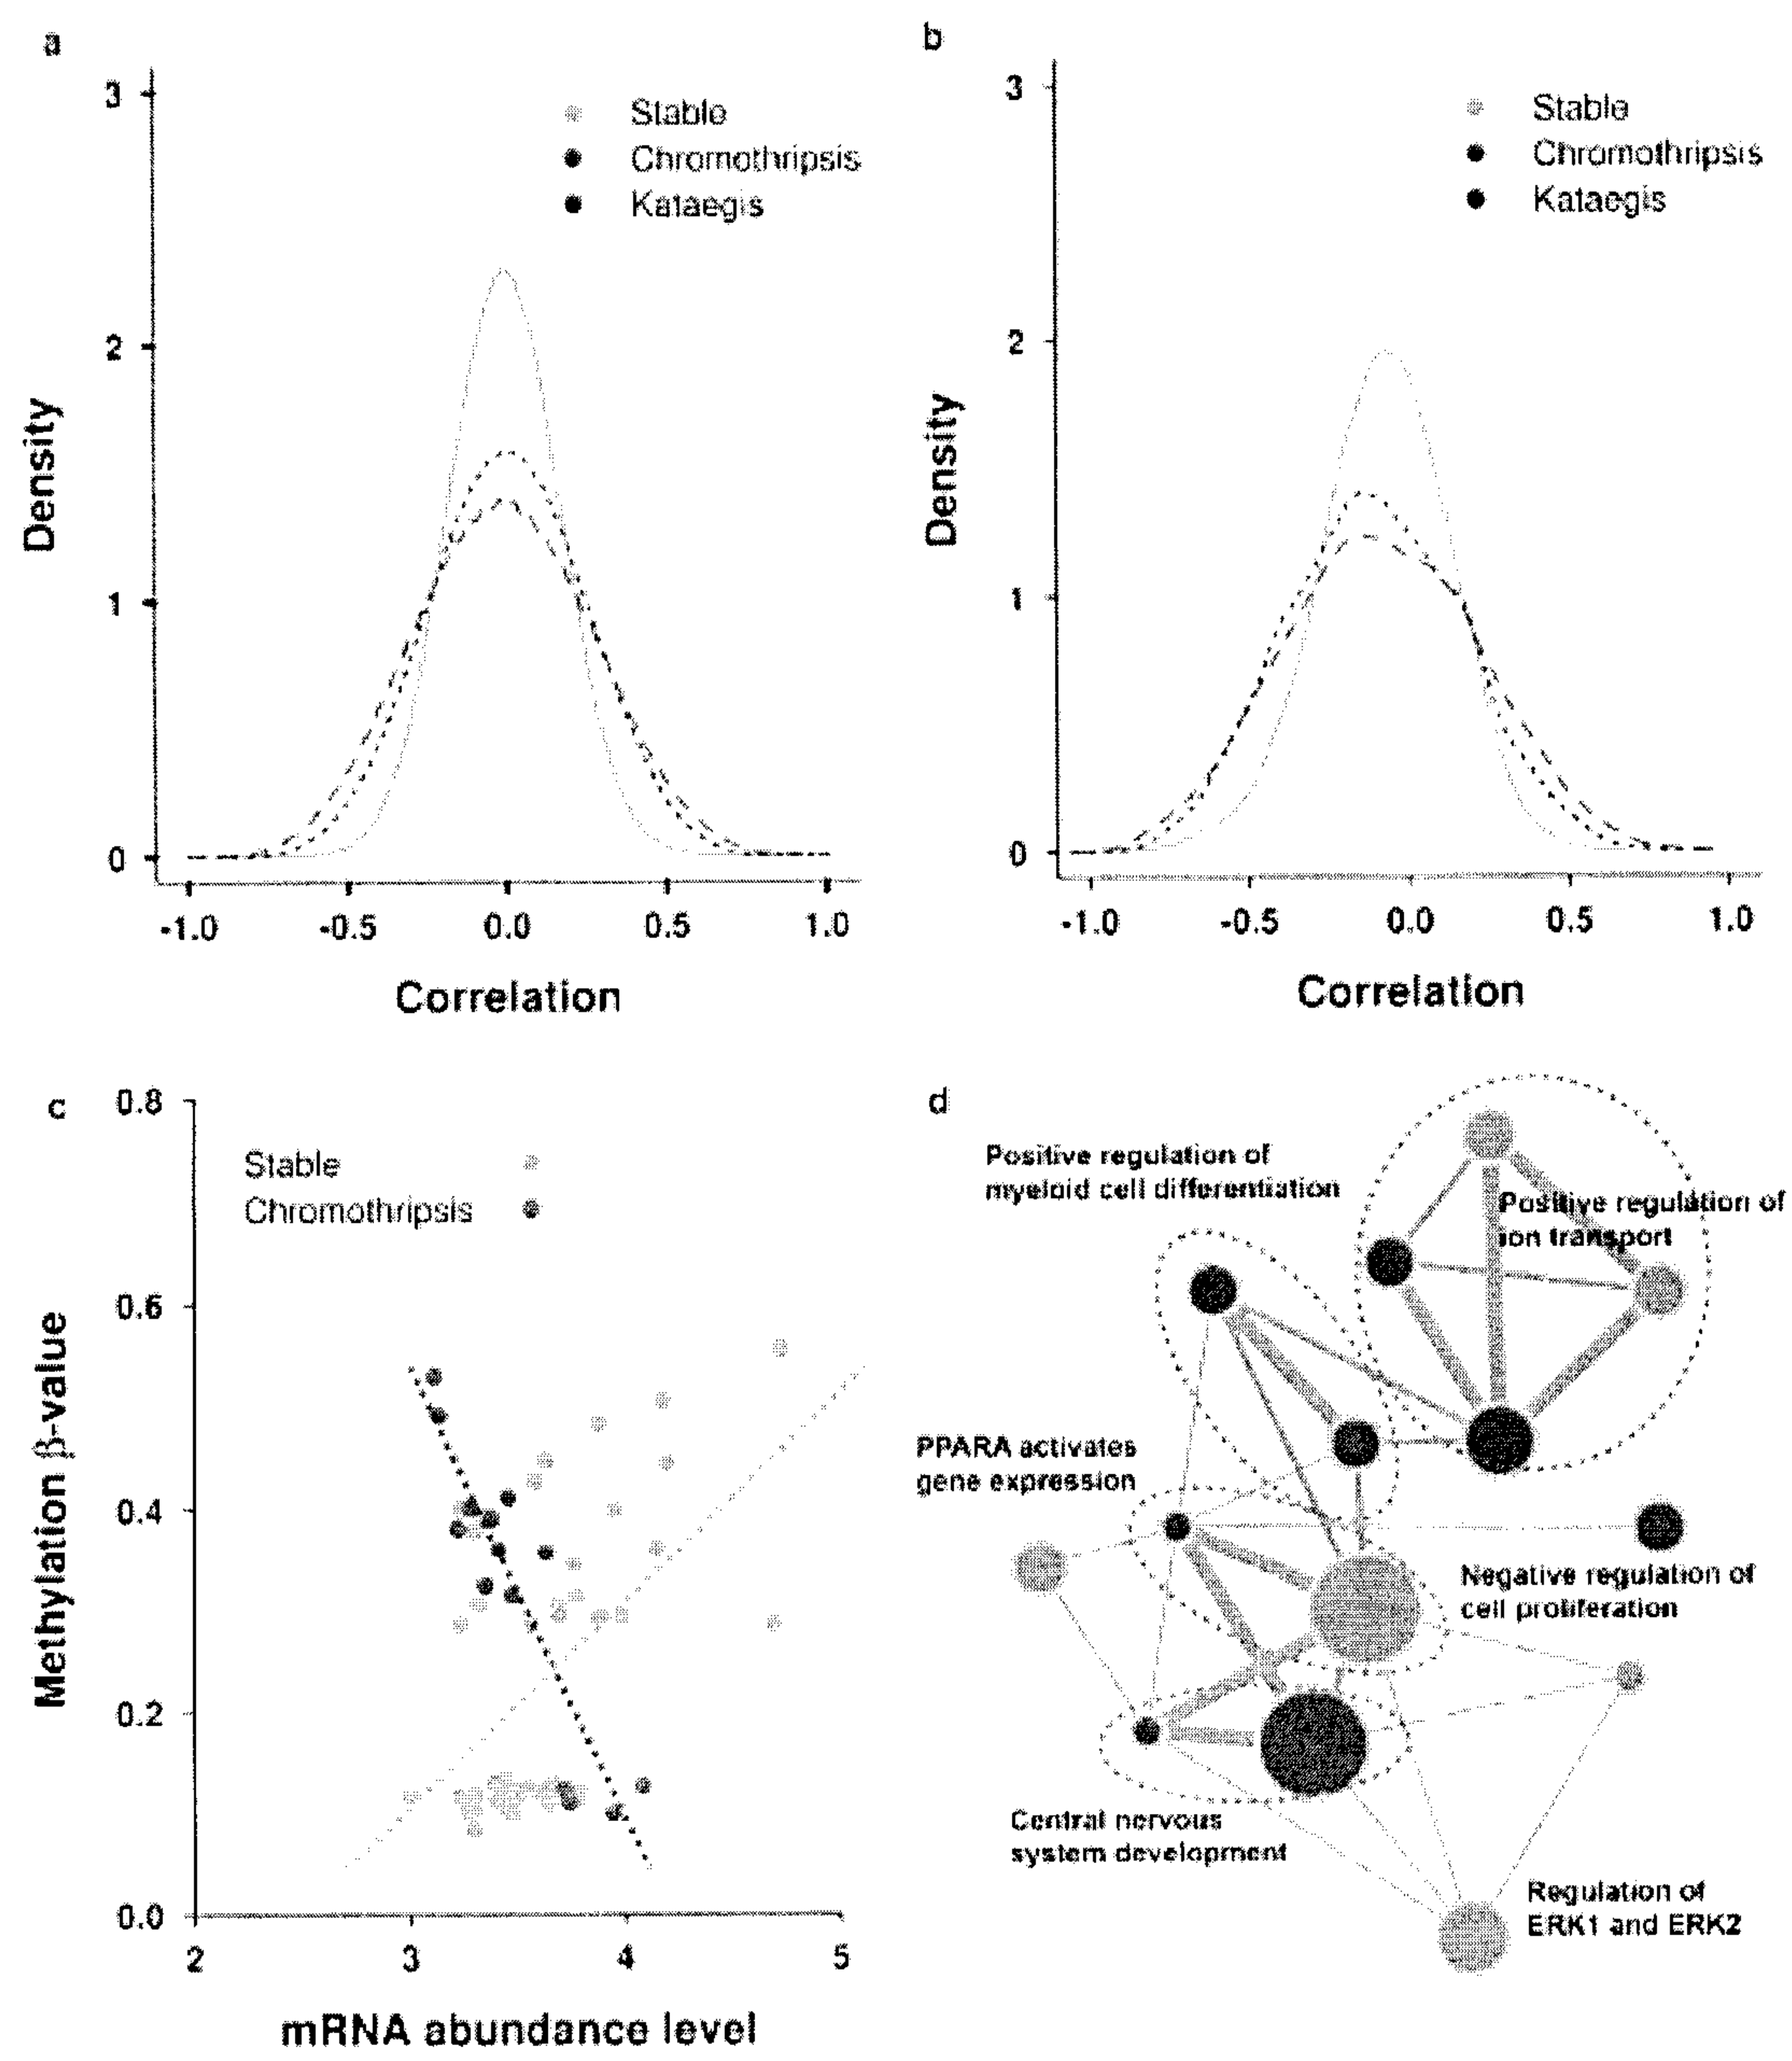 a
3
2
1
0
Density
Stable
Chromothripsis
Kataegis
-1.0 -0.5 0.0 0.5 1.0
Correlation
b
3
2
1
0
Density
Stable
Chromothripsis
Kataegis
-1.0 -0.5 0.0 0.5 1.0
Correlation
c
0.8
0.6
0.4
0.2
0.0
Methylation β-value
Stable
Chromothripsis
2 3 4 5
mRNA abundance level
d
Positive regulation of
myeloid cell differentiation
Positive regulation of
ion transport
PPARA activates
gene expression
Negative regulation of
cell proliferation
Central nervous
system development
Regulation of
ERK1 and ERK2